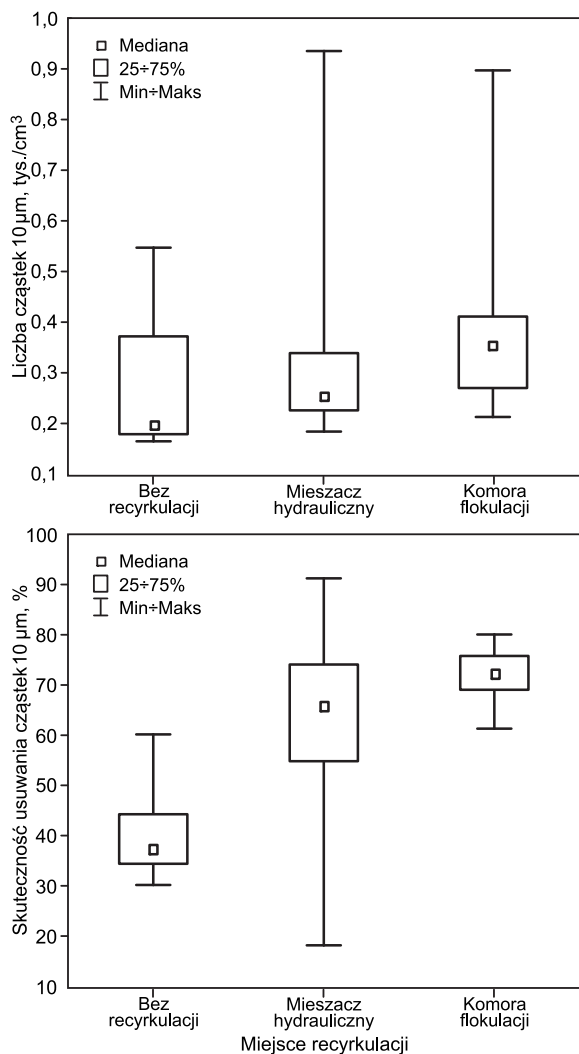 1,0
0,9
0,8
0,7
0,6
0,5
0,4
0,3
0,2
0,1
Liczba cząstek 10 µm, tys./cm³
Mediana
25÷75%
Min÷Maks
Bez
recyrkulacji
Mieszacz
hydrauliczny
Komora
flokulacji
100
90
80
70
60
50
40
30
20
10
Skuteczność usuwania cząstek 10 µm, %
Mediana
25÷75%
Min÷Maks
Bez
recyrkulacji
Mieszacz
hydrauliczny
Komora
flokulacji
Miejsce recyrkulacji